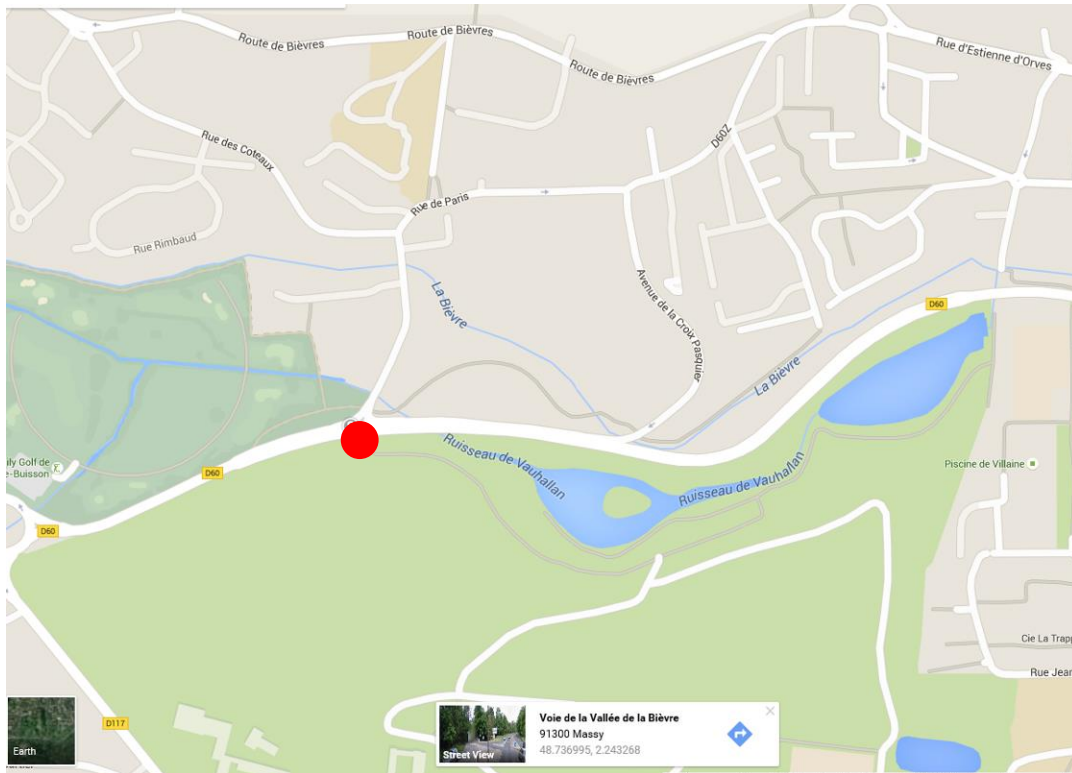 Route de Bièvres
Route de Bièvres
Route de Bièvres
Rue d'Estienne d'Orves
D60Z
Rue des Coteaux
Rue de Paris
Rue Rimbaud
La Bièvre
Avenue de la Croix Pasquier
D60
La Bièvre
Ruisseau de Vauhallan
Ruisseau de Vauhallan
Golf de
Buisson
D60
Piscine de Villaine
D60
Cie La Trapp
Rue Jean
D117
Earth
Street View
Voie de la Vallée de la Bièvre
91300 Massy
48.736995, 2.243268